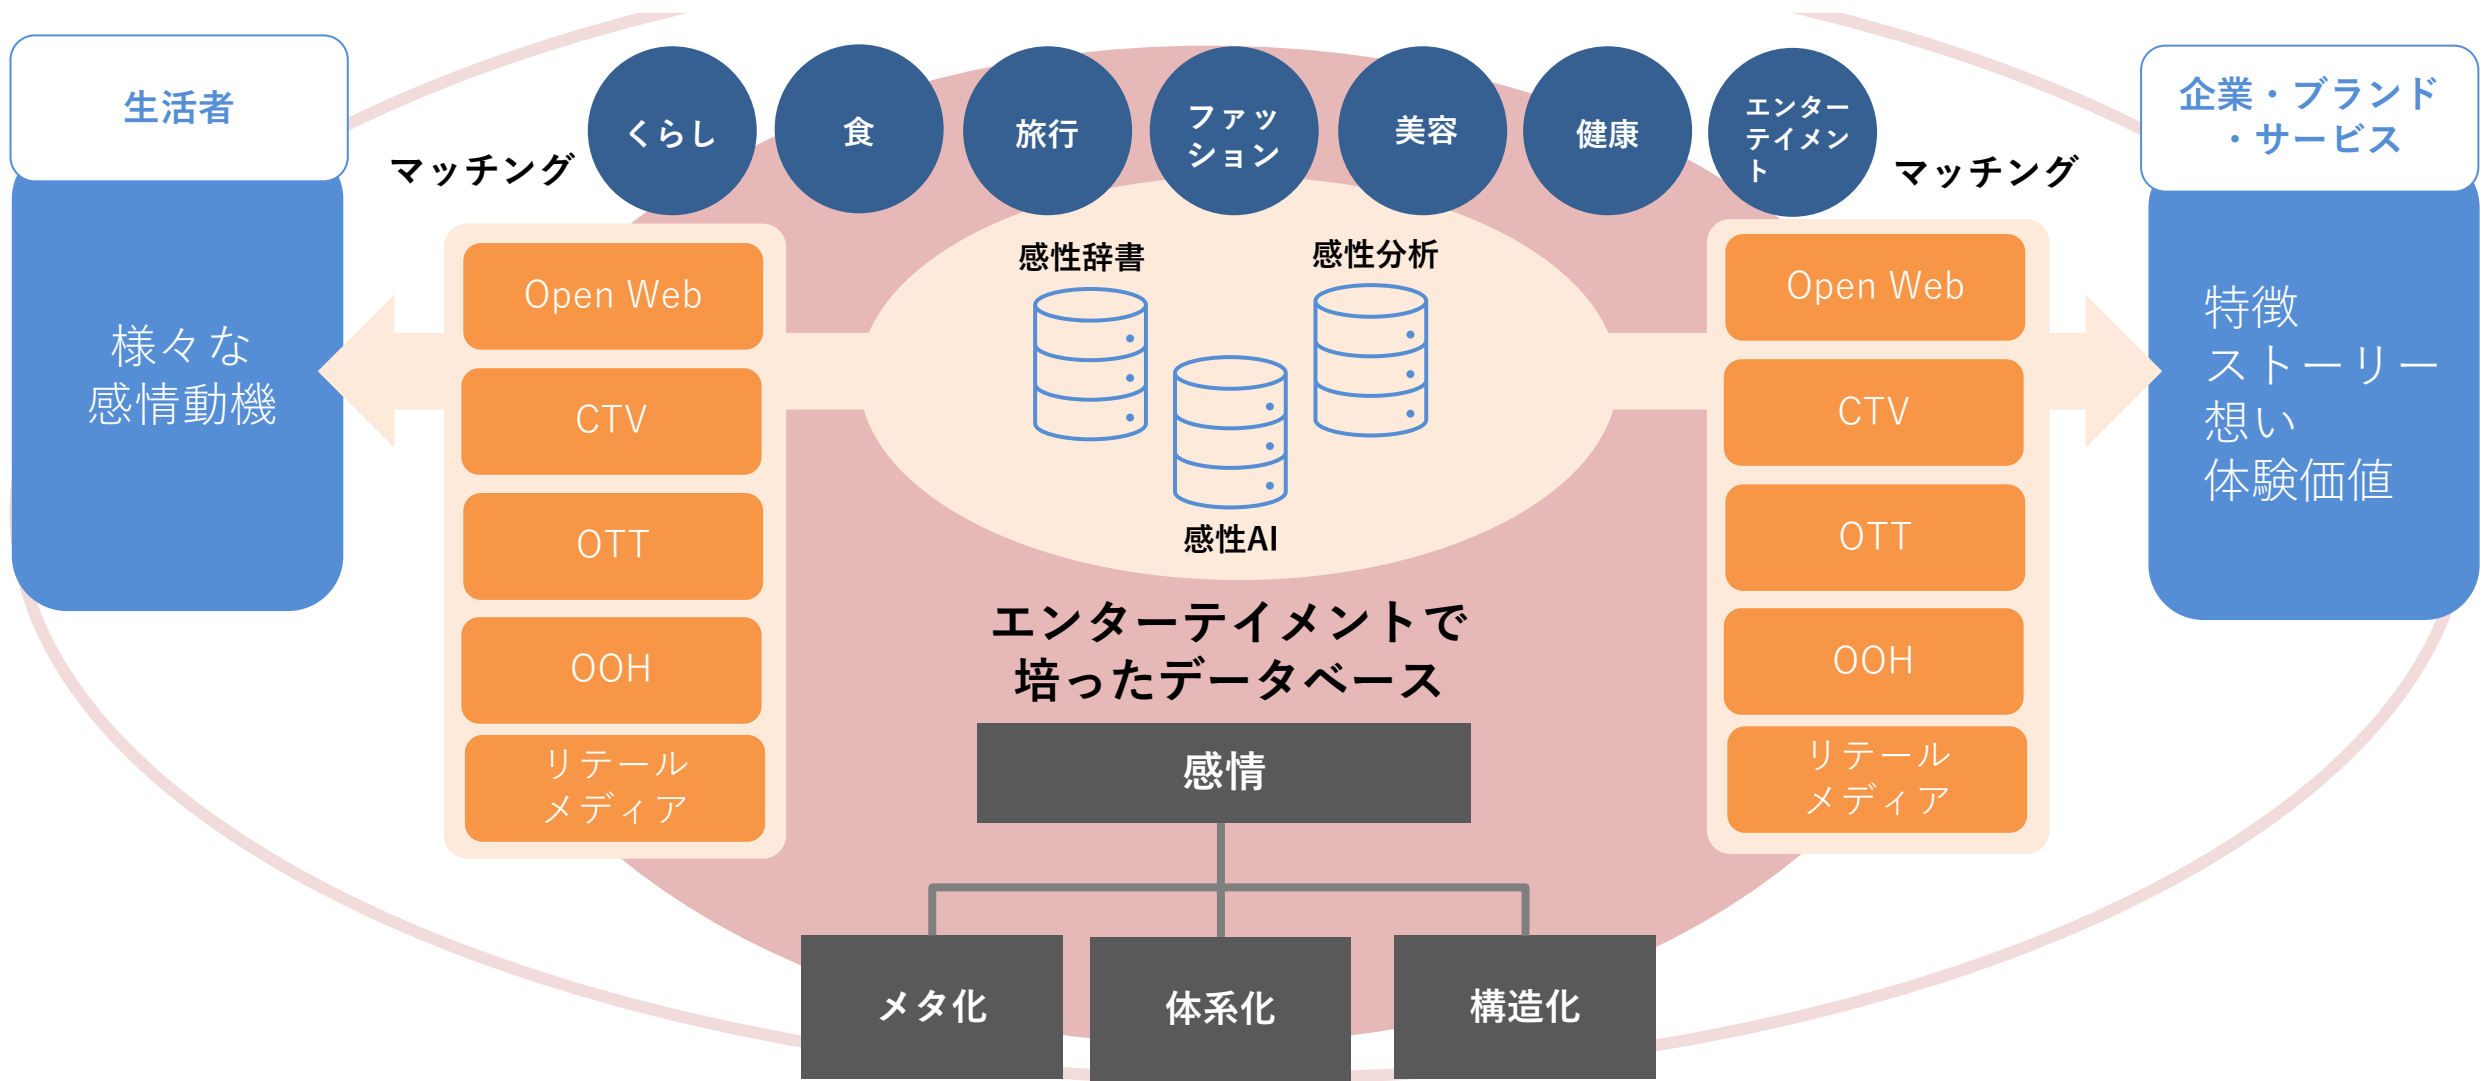 生活者
様々な
感情動機
マッチング
くらし
食
旅行
ファッ
ション
美容
健康
エンター
テイメン
ト
マッチング
企業・ブランド
・サービス
特徴
ストーリー
想い
体験価値
Open Web
CTV
OTT
OOH
リテール
メディア
感性辞書
感性分析
感性AI
エンターテイメントで
培ったデータベース
感情
メタ化
体系化
構造化
Open Web
CTV
OTT
OOH
リテール
メディア